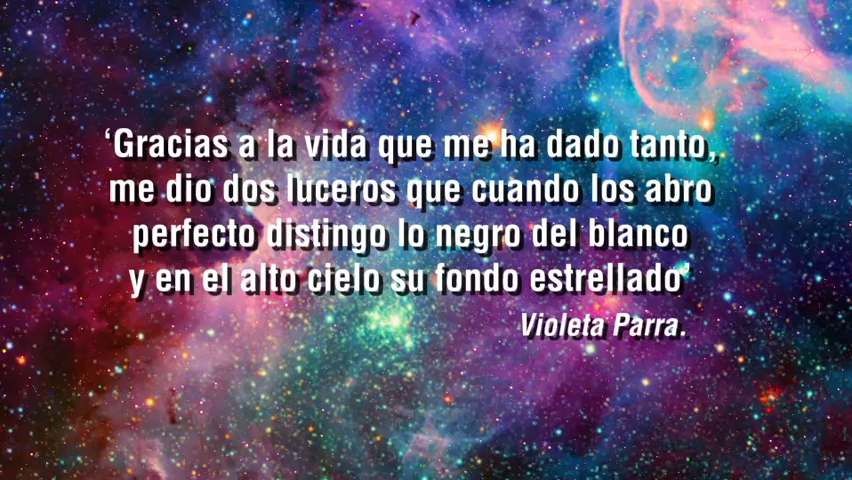 ‘Gracias a la vida que me ha dado tanto,
me dio dos luceros que cuando los abro
perfecto distingo lo negro del blanco
y en el alto cielo su fondo estrellado’
Violeta Parra.